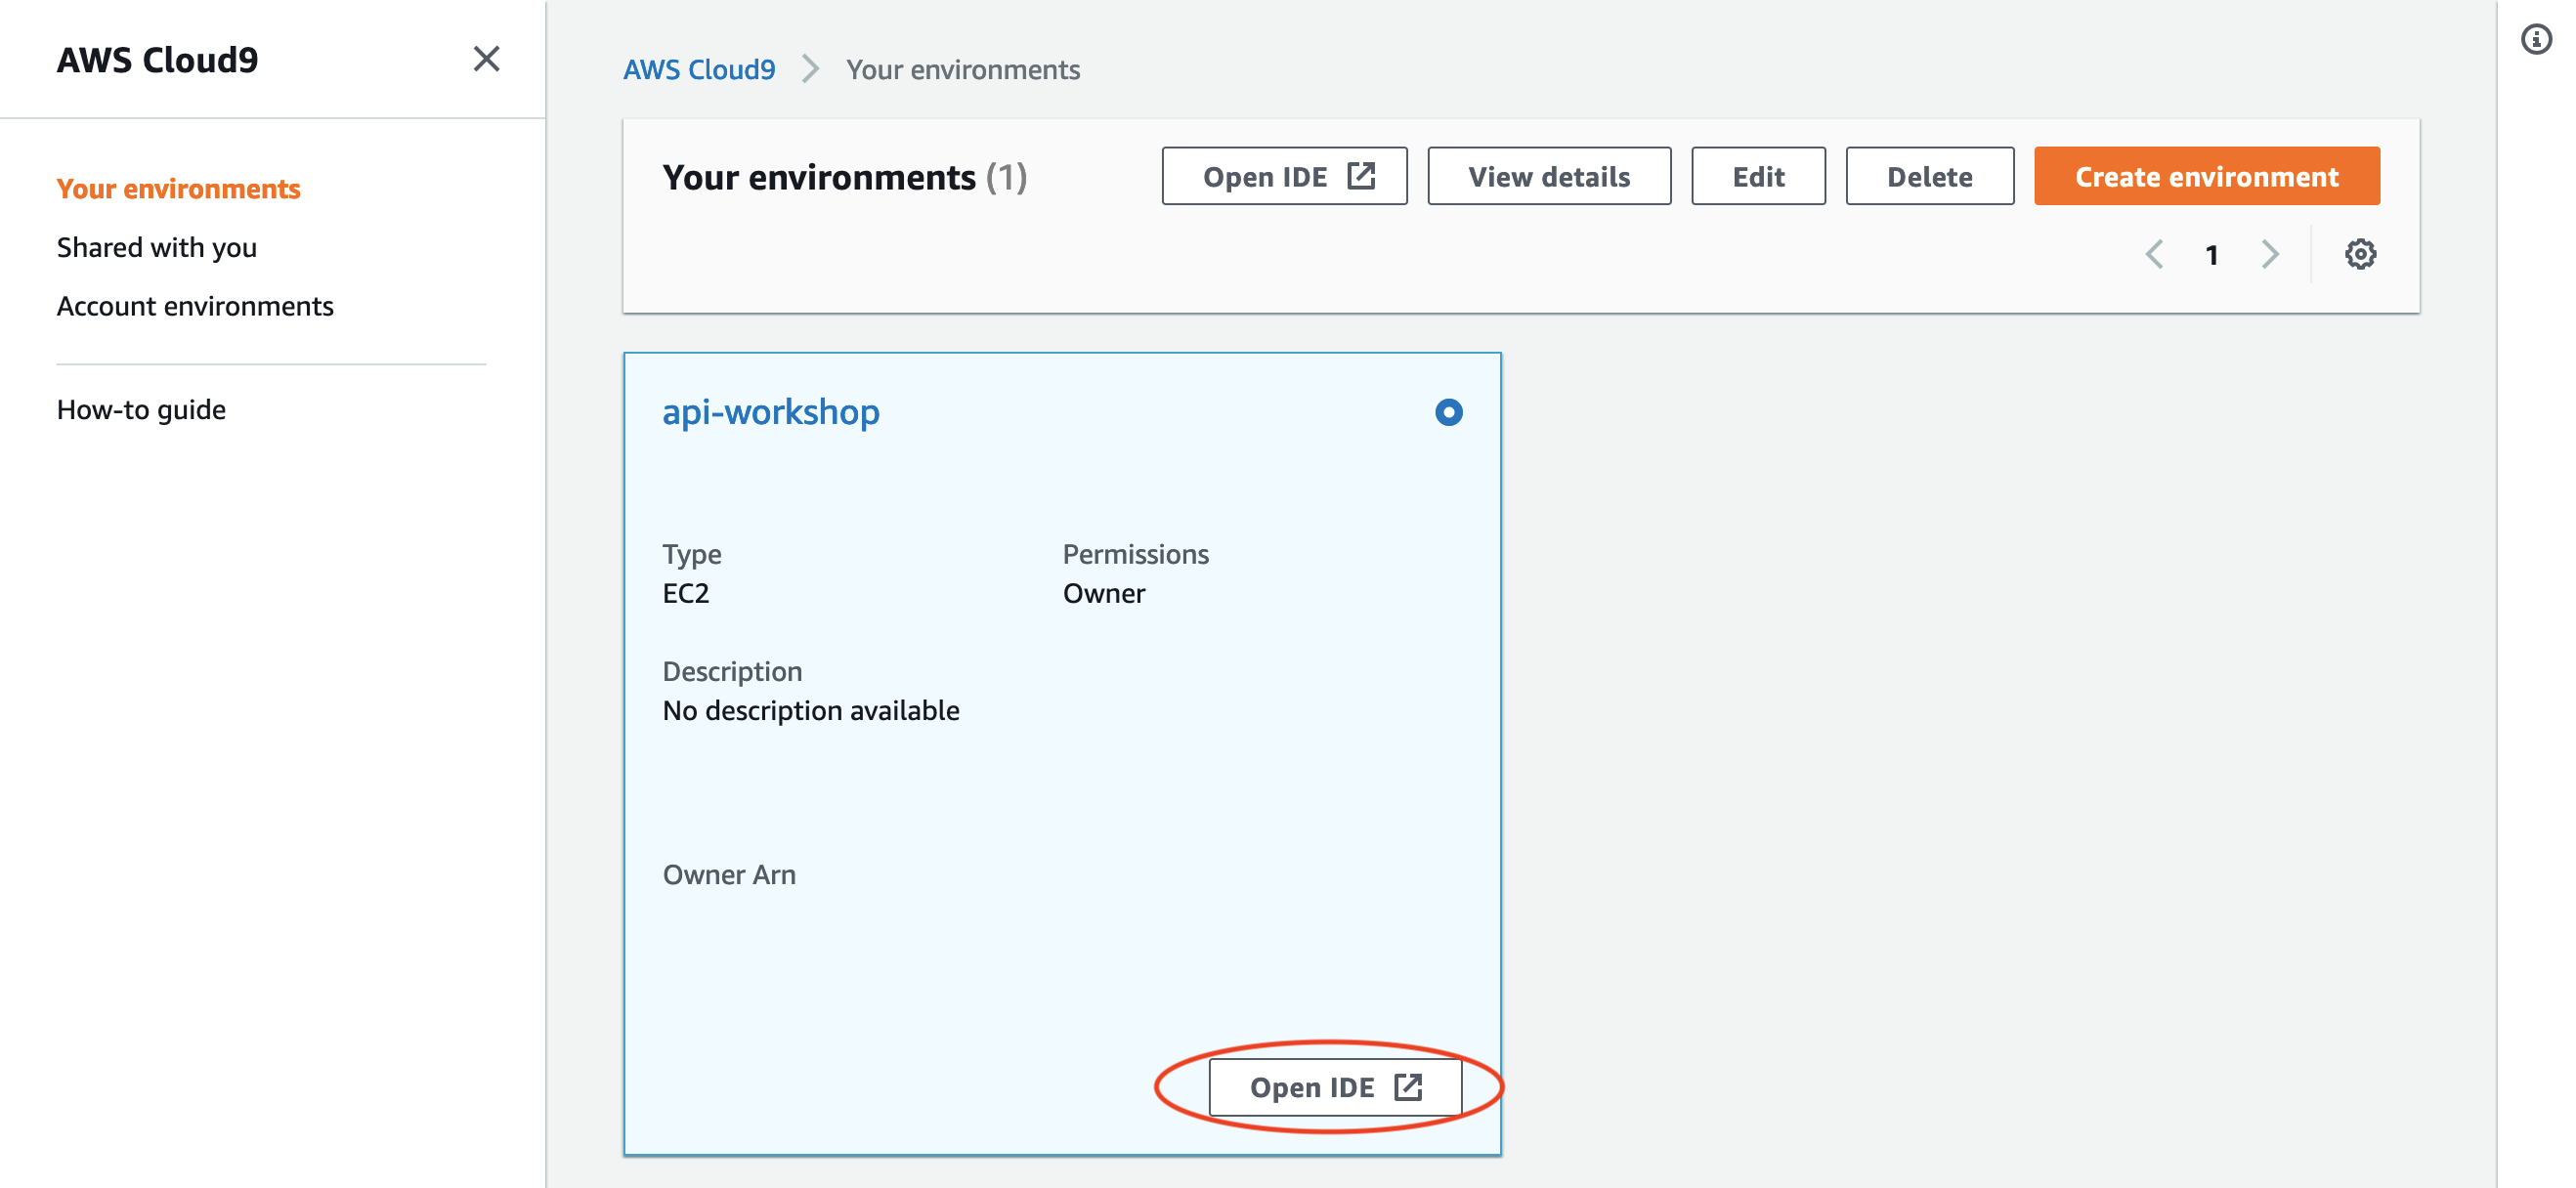 AWS Cloud9
Your environments
Shared with you
Account environments
How-to guide
AWS Cloud9 > Your environments
Your environments (1)
Open IDE
View details
Edit
Delete
Create environment
1
api-workshop
Type
EC2
Permissions
Owner
Description
No description available
Owner Arn
Open IDE